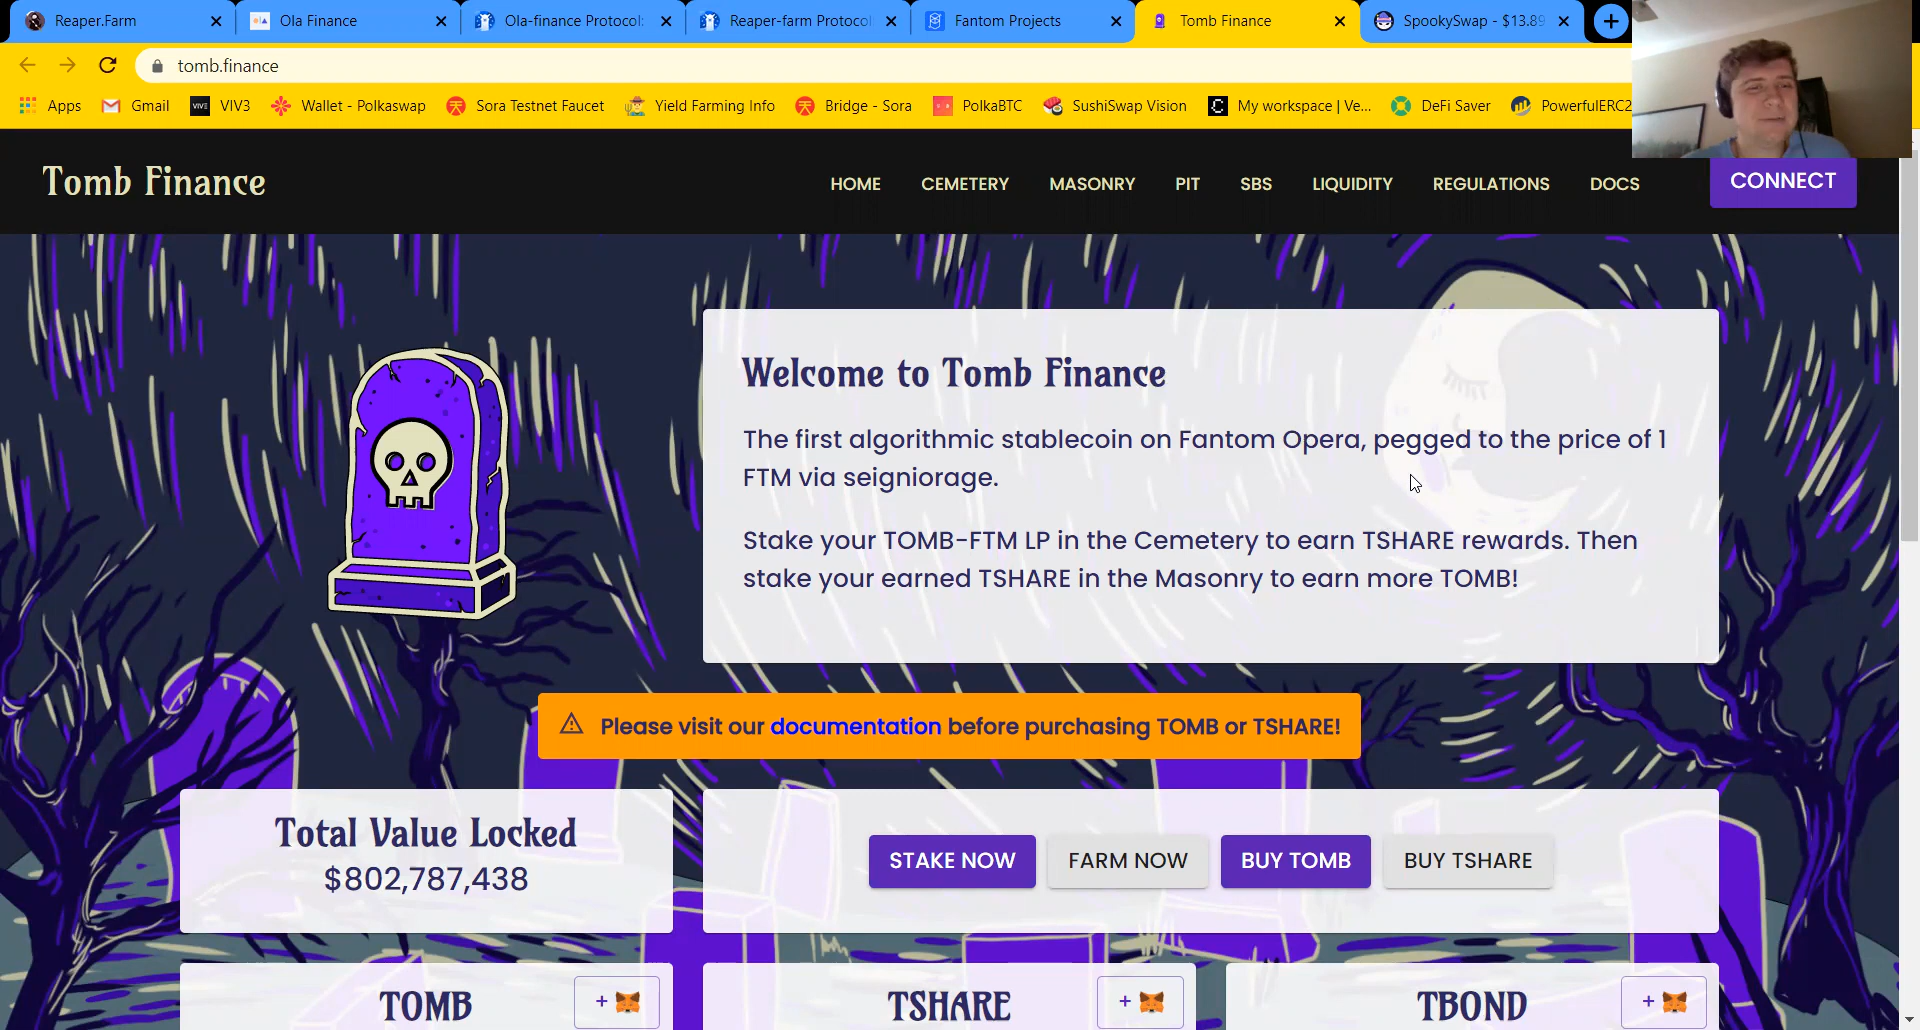 Reaper.Farm
Ola Finance
Ola-finance Protocol:
Reaper-farm Protocol
Fantom Projects
Tomb Finance
SpookySwap - $13.89
tomb.finance
Apps
Gmail
VIV3
Wallet - Polkaswap
Sora Testnet Faucet
Yield Farming Info
Bridge - Sora
PolkaBTC
SushiSwap Vision
My workspace | Ve...
DeFi Saver
PowerfulERC2
Tomb Finance
HOME
CEMETERY
MASONRY
PIT
SBS
LIQUIDITY
REGULATIONS
DOCS
CONNECT
Welcome to Tomb Finance
The first algorithmic stablecoin on Fantom Opera, pegged to the price of 1
FTM via seigniorage.
Stake your TOMB-FTM LP in the Cemetery to earn TSHARE rewards. Then
stake your earned TSHARE in the Masonry to earn more TOMB!
Please visit our documentation before purchasing TOMB or TSHARE!
Total Value Locked
$802,787,438
STAKE NOW
FARM NOW
BUY TOMB
BUY TSHARE
TOMB
+
TSHARE
+
TBOND
+